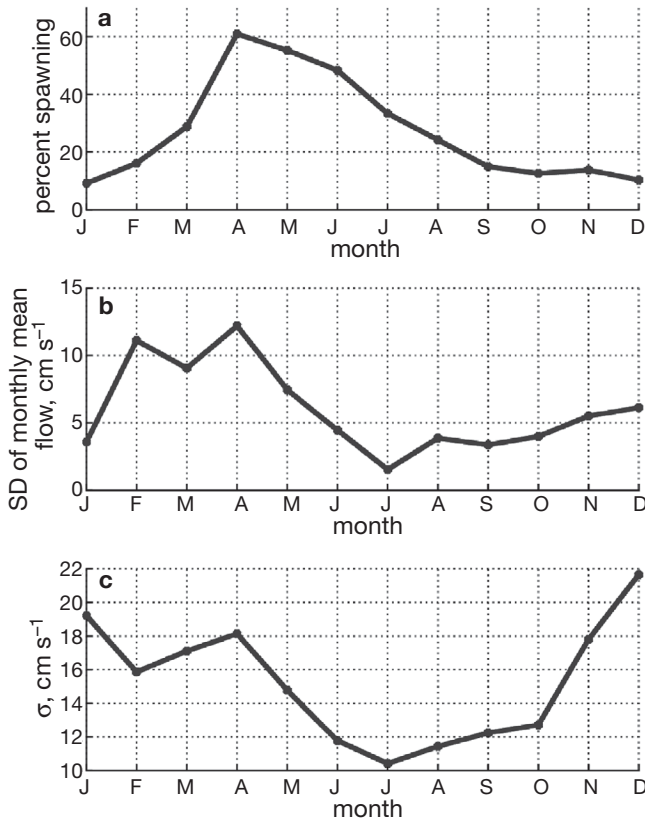 a
60
40
20
0
percent spawning
J F M A M J J A S O N D
month
b
15
10
5
0
SD of monthly mean
flow, cm s⁻¹
J F M A M J J A S O N D
month
c
22
20
18
16
14
12
10
σ, cm s⁻¹
J F M A M J J A S O N D
month